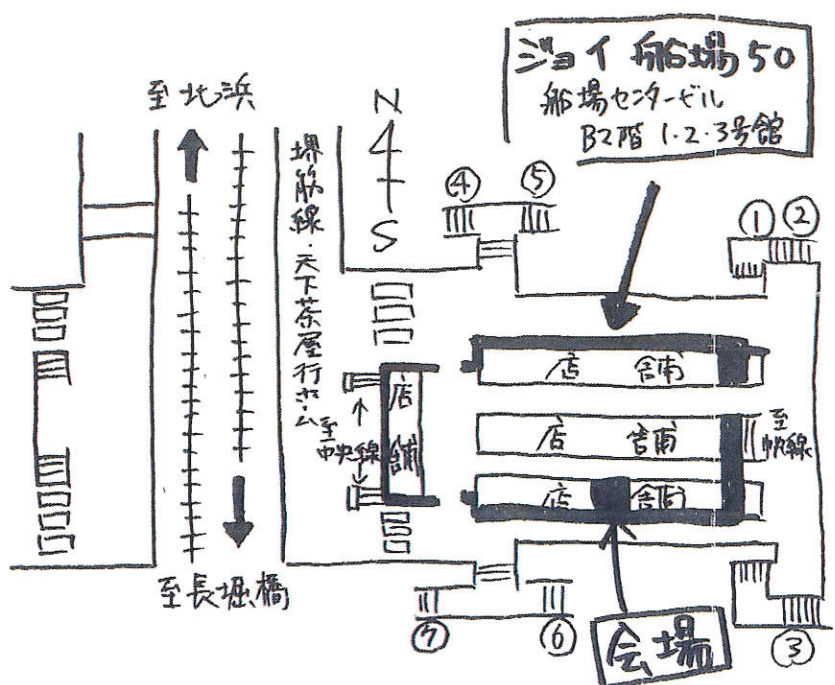 ジョイ船場50
船場センタービル
B2階 1・2・3号館
至北浜
N
S
堺筋線・天下茶屋行ホーム
④
⑤
①
②
店舗
店舗
店舗
店舗
至中央線
至中央線
至長堀橋
⑦
⑥
③
会場